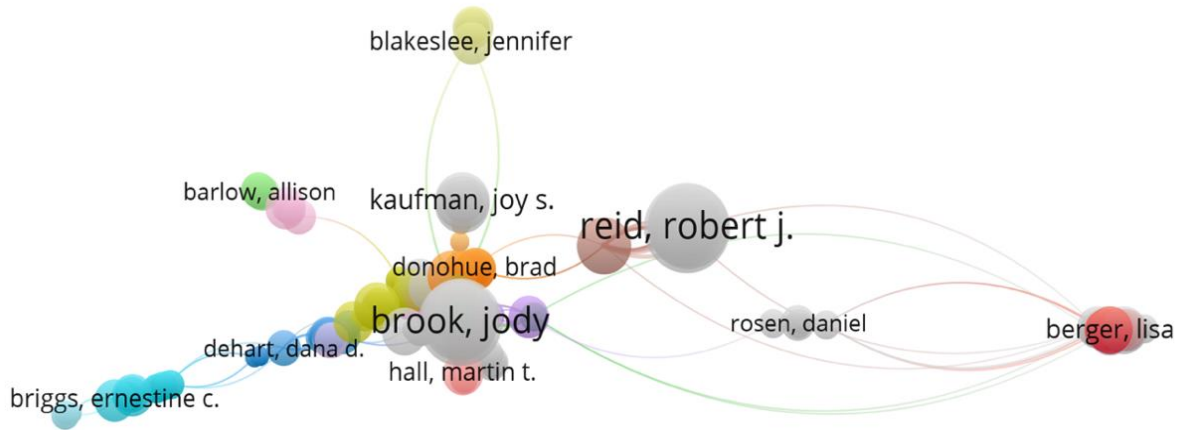 blakeslee, jennifer
barlow, allison
kaufman, joy s.
reid, robert j.
donohue, brad
brook, jody
rosen, daniel
berger, lisa
dehart, dana d.
hall, martin t.
briggs, ernestine c.